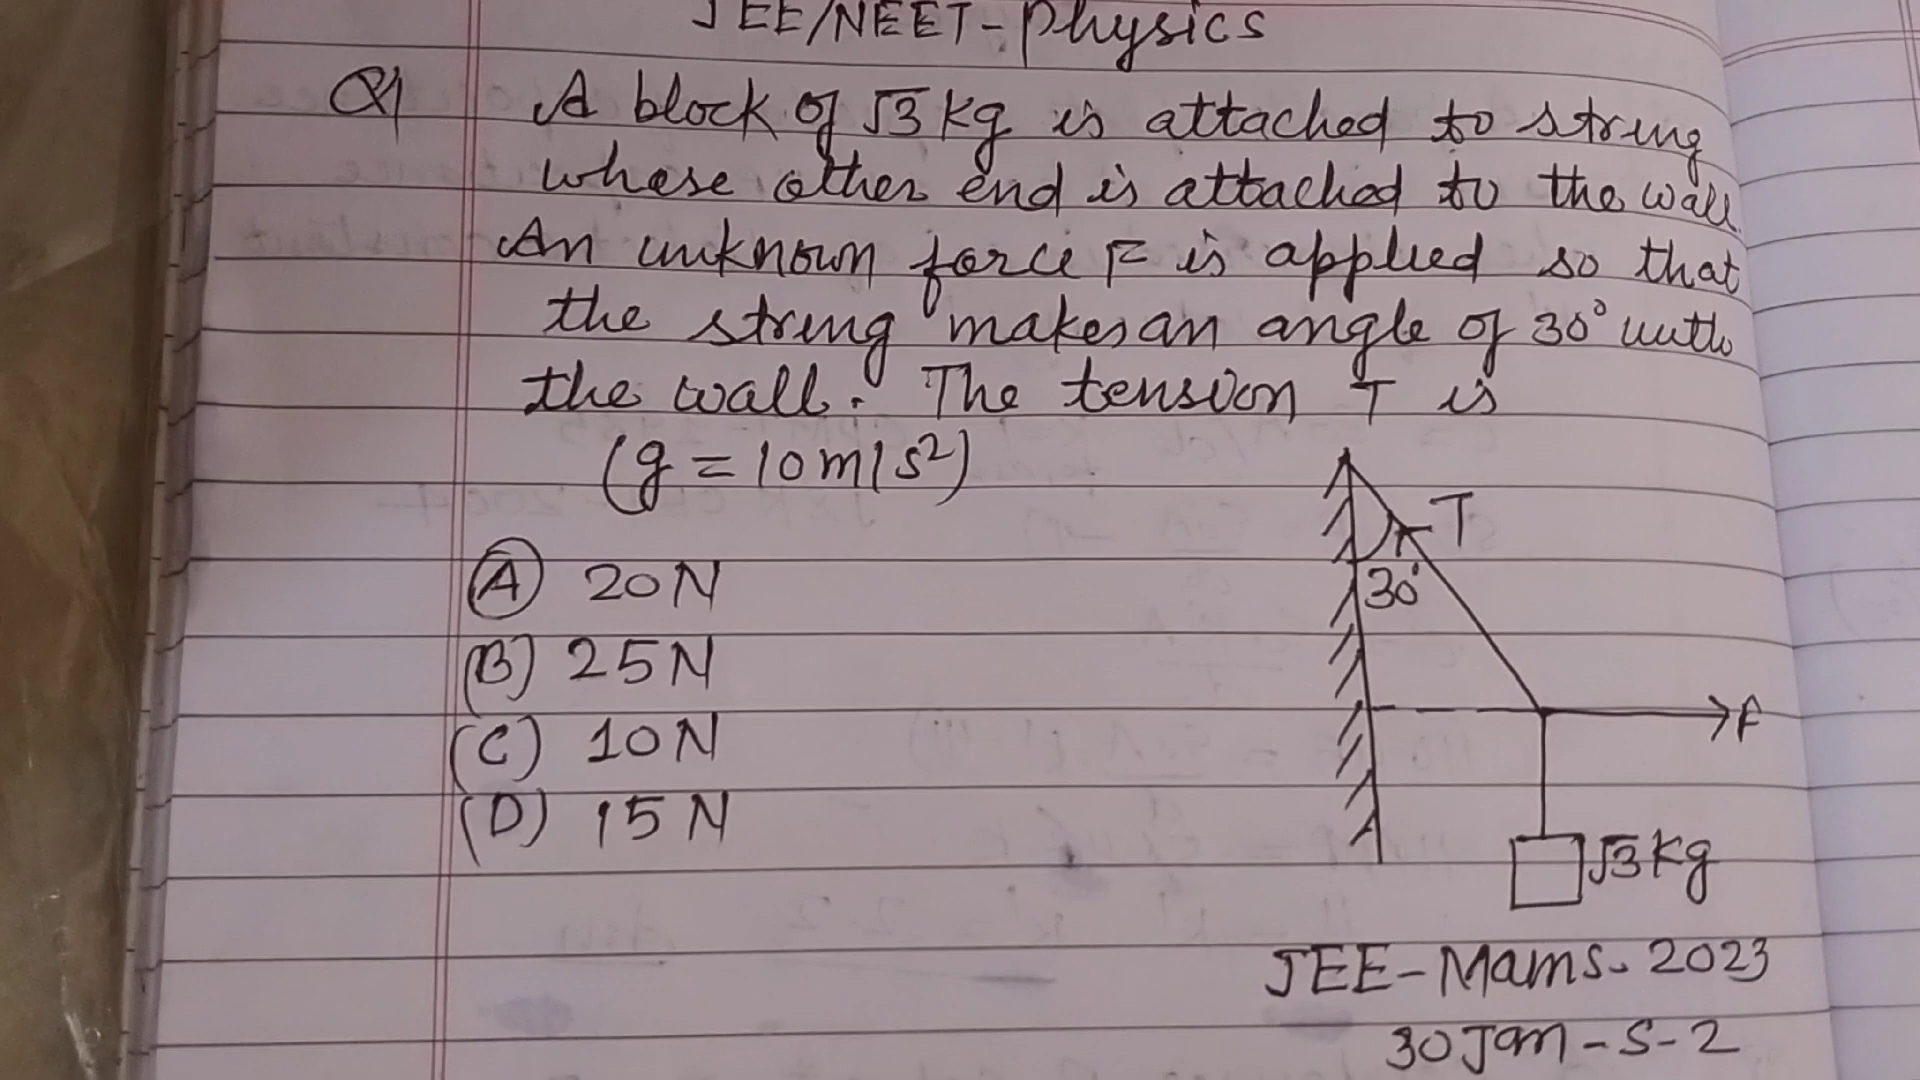 JEE/NEET-Physics
Q1 A block of √3 kg is attached to string
whose other end is attached to the wall.
An unknown force F is applied so that
the string makes an angle of 30° with
the wall. The tension T is
(g = 10 m/s²)
(A) 20N
(B) 25N
(C) 10N
(D) 15N
T
30°
F
√3 kg
JEE-Mains-2023
30 Jan-S-2